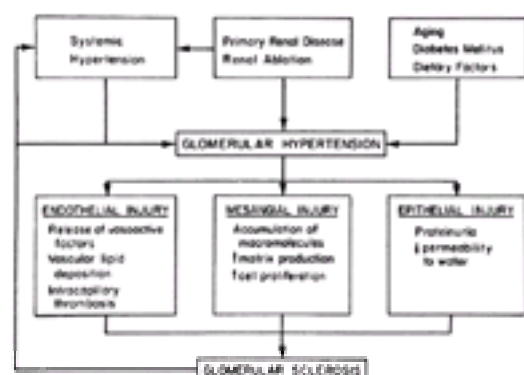 Systemic
Hypertension
Primary Renal Disease
Renal Ablation
Aging
Diabetes Mellitus
Dietary Factors
GLOMERULAR HYPERTENSION
ENDOTHELIAL INJURY
Release of vasoactive
factors
Vascular lipid
deposition
Intracapillary
thrombosis
MESANGIAL INJURY
Accumulation of
macromolecules
↑matrix production
↑cell proliferation
EPITHELIAL INJURY
Proteinuria
permeability
to water
GLOMERULAR SCLEROSIS